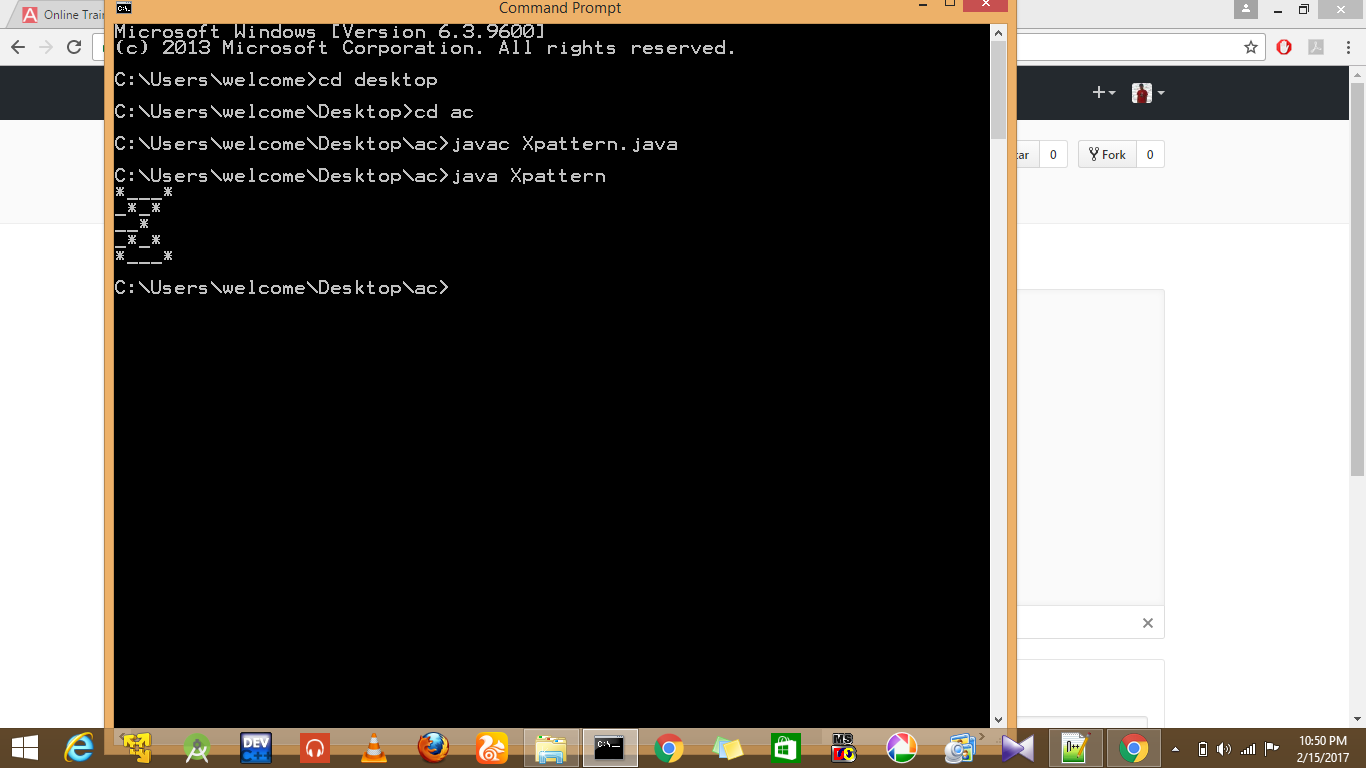 Command Prompt
Online Trai
Microsoft Windows [Version 6.3.9600]
(c) 2013 Microsoft Corporation. All rights reserved.
C:\Users\welcome>cd desktop
C:\Users\welcome\Desktop>cd ac
C:\Users\welcome\Desktop\ac>javac Xpattern.java
C:\Users\welcome\Desktop\ac>java Xpattern
*___*
_*_*
__*
_*_*
*___*
C:\Users\welcome\Desktop\ac>
tar 0 Fork 0
DEV
C++
MS
10:50 PM
2/15/2017